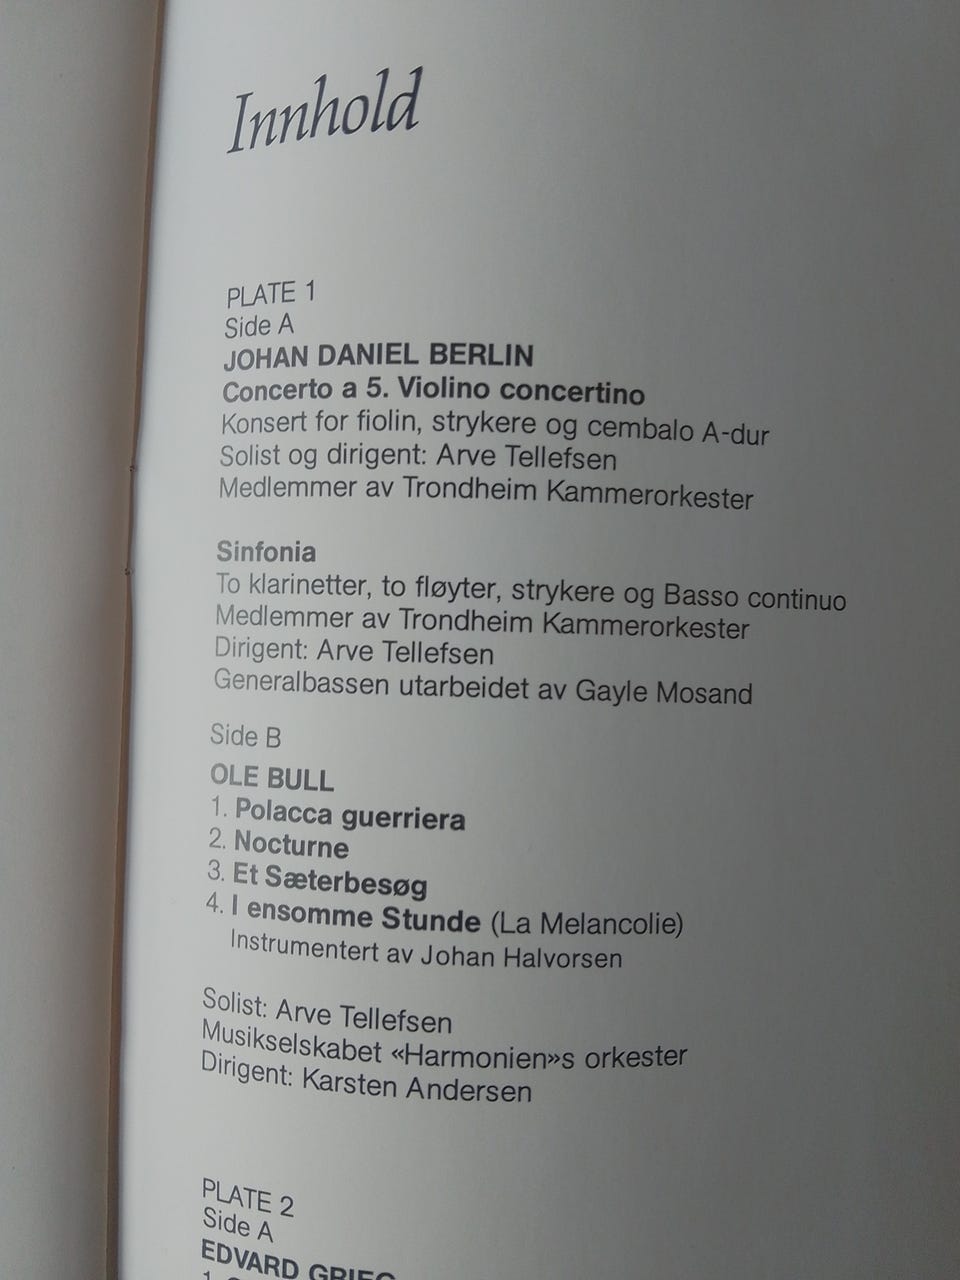 Innhold
PLATE 1
Side A
JOHAN DANIEL BERLIN
Concerto a 5. Violino concertino
Konsert for fiolin, strykere og cembalo A-dur
Solist og dirigent: Arve Tellefsen
Medlemmer av Trondheim Kammerorkester
Sinfonia
To klarinetter, to fløyter, strykere og Basso continuo
Medlemmer av Trondheim Kammerorkester
Dirigent: Arve Tellefsen
Generalbassen utarbeidet av Gayle Mosand
Side B
OLE BULL
1. Polacca guerriera
2. Nocturne
3. Et Sæterbesøg
4. I ensomme Stunde (La Melancolie)
Instrumentert av Johan Halvorsen
Solist: Arve Tellefsen
Musikselskabet «Harmonien»s orkester
Dirigent: Karsten Andersen
PLATE 2
Side A
EDVARD GRIEG